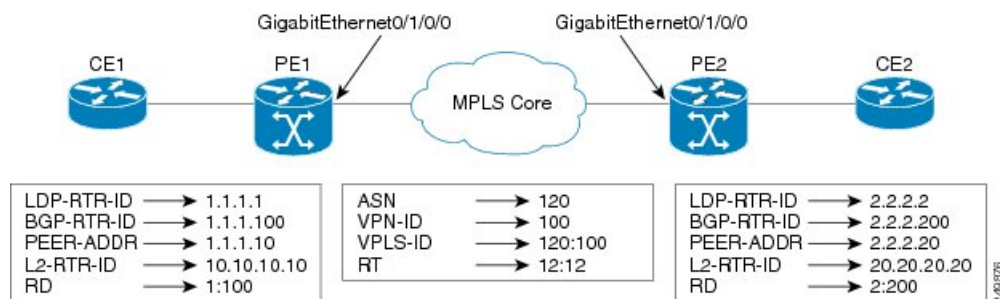 GigabitEthernet0/1/0/0 GigabitEthernet0/1/0/0
CE1 PE1 PE2 CE2
MPLS Core
LDP-RTR-ID 1.1.1.1
BGP-RTR-ID 1.1.1.100
PEER-ADDR 1.1.1.10
L2-RTR-ID 10.10.10.10
RD 1:100
ASN 120
VPN-ID 100
VPLS-ID 120:100
RT 12:12
LDP-RTR-ID 2.2.2.2
BGP-RTR-ID 2.2.2.200
PEER-ADDR 2.2.2.20
L2-RTR-ID 20.20.20.20
RD 2:200